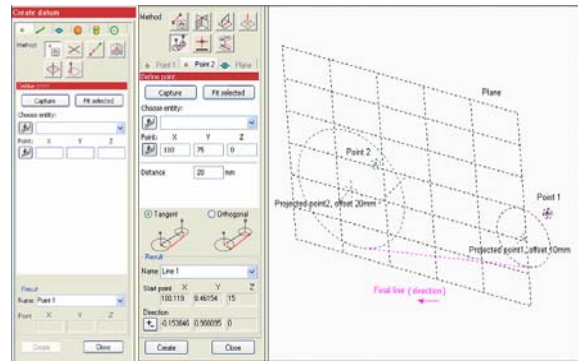 Create datum
Method
Define point
Capture
Fit selected
Choose entity:
Point: X Y Z
Result
Name Point 1
Point X Y Z
Create
Close
Method
Point 1
Point 2
Plane
Define point
Capture
Fit selected
Choose entity:
Point: X Y Z
110 75 0
Distance 20 mm
Tangent
Orthogonal
Result
Name Line 1
Start point X Y Z
100.119 8.46154 15
Direction
-0.153846 0.988095 0
Create
Close
Plane
Point 2
Point 1
Projected point2, offset 20mm
Projected point1, offset 10mm
Final line (direction)